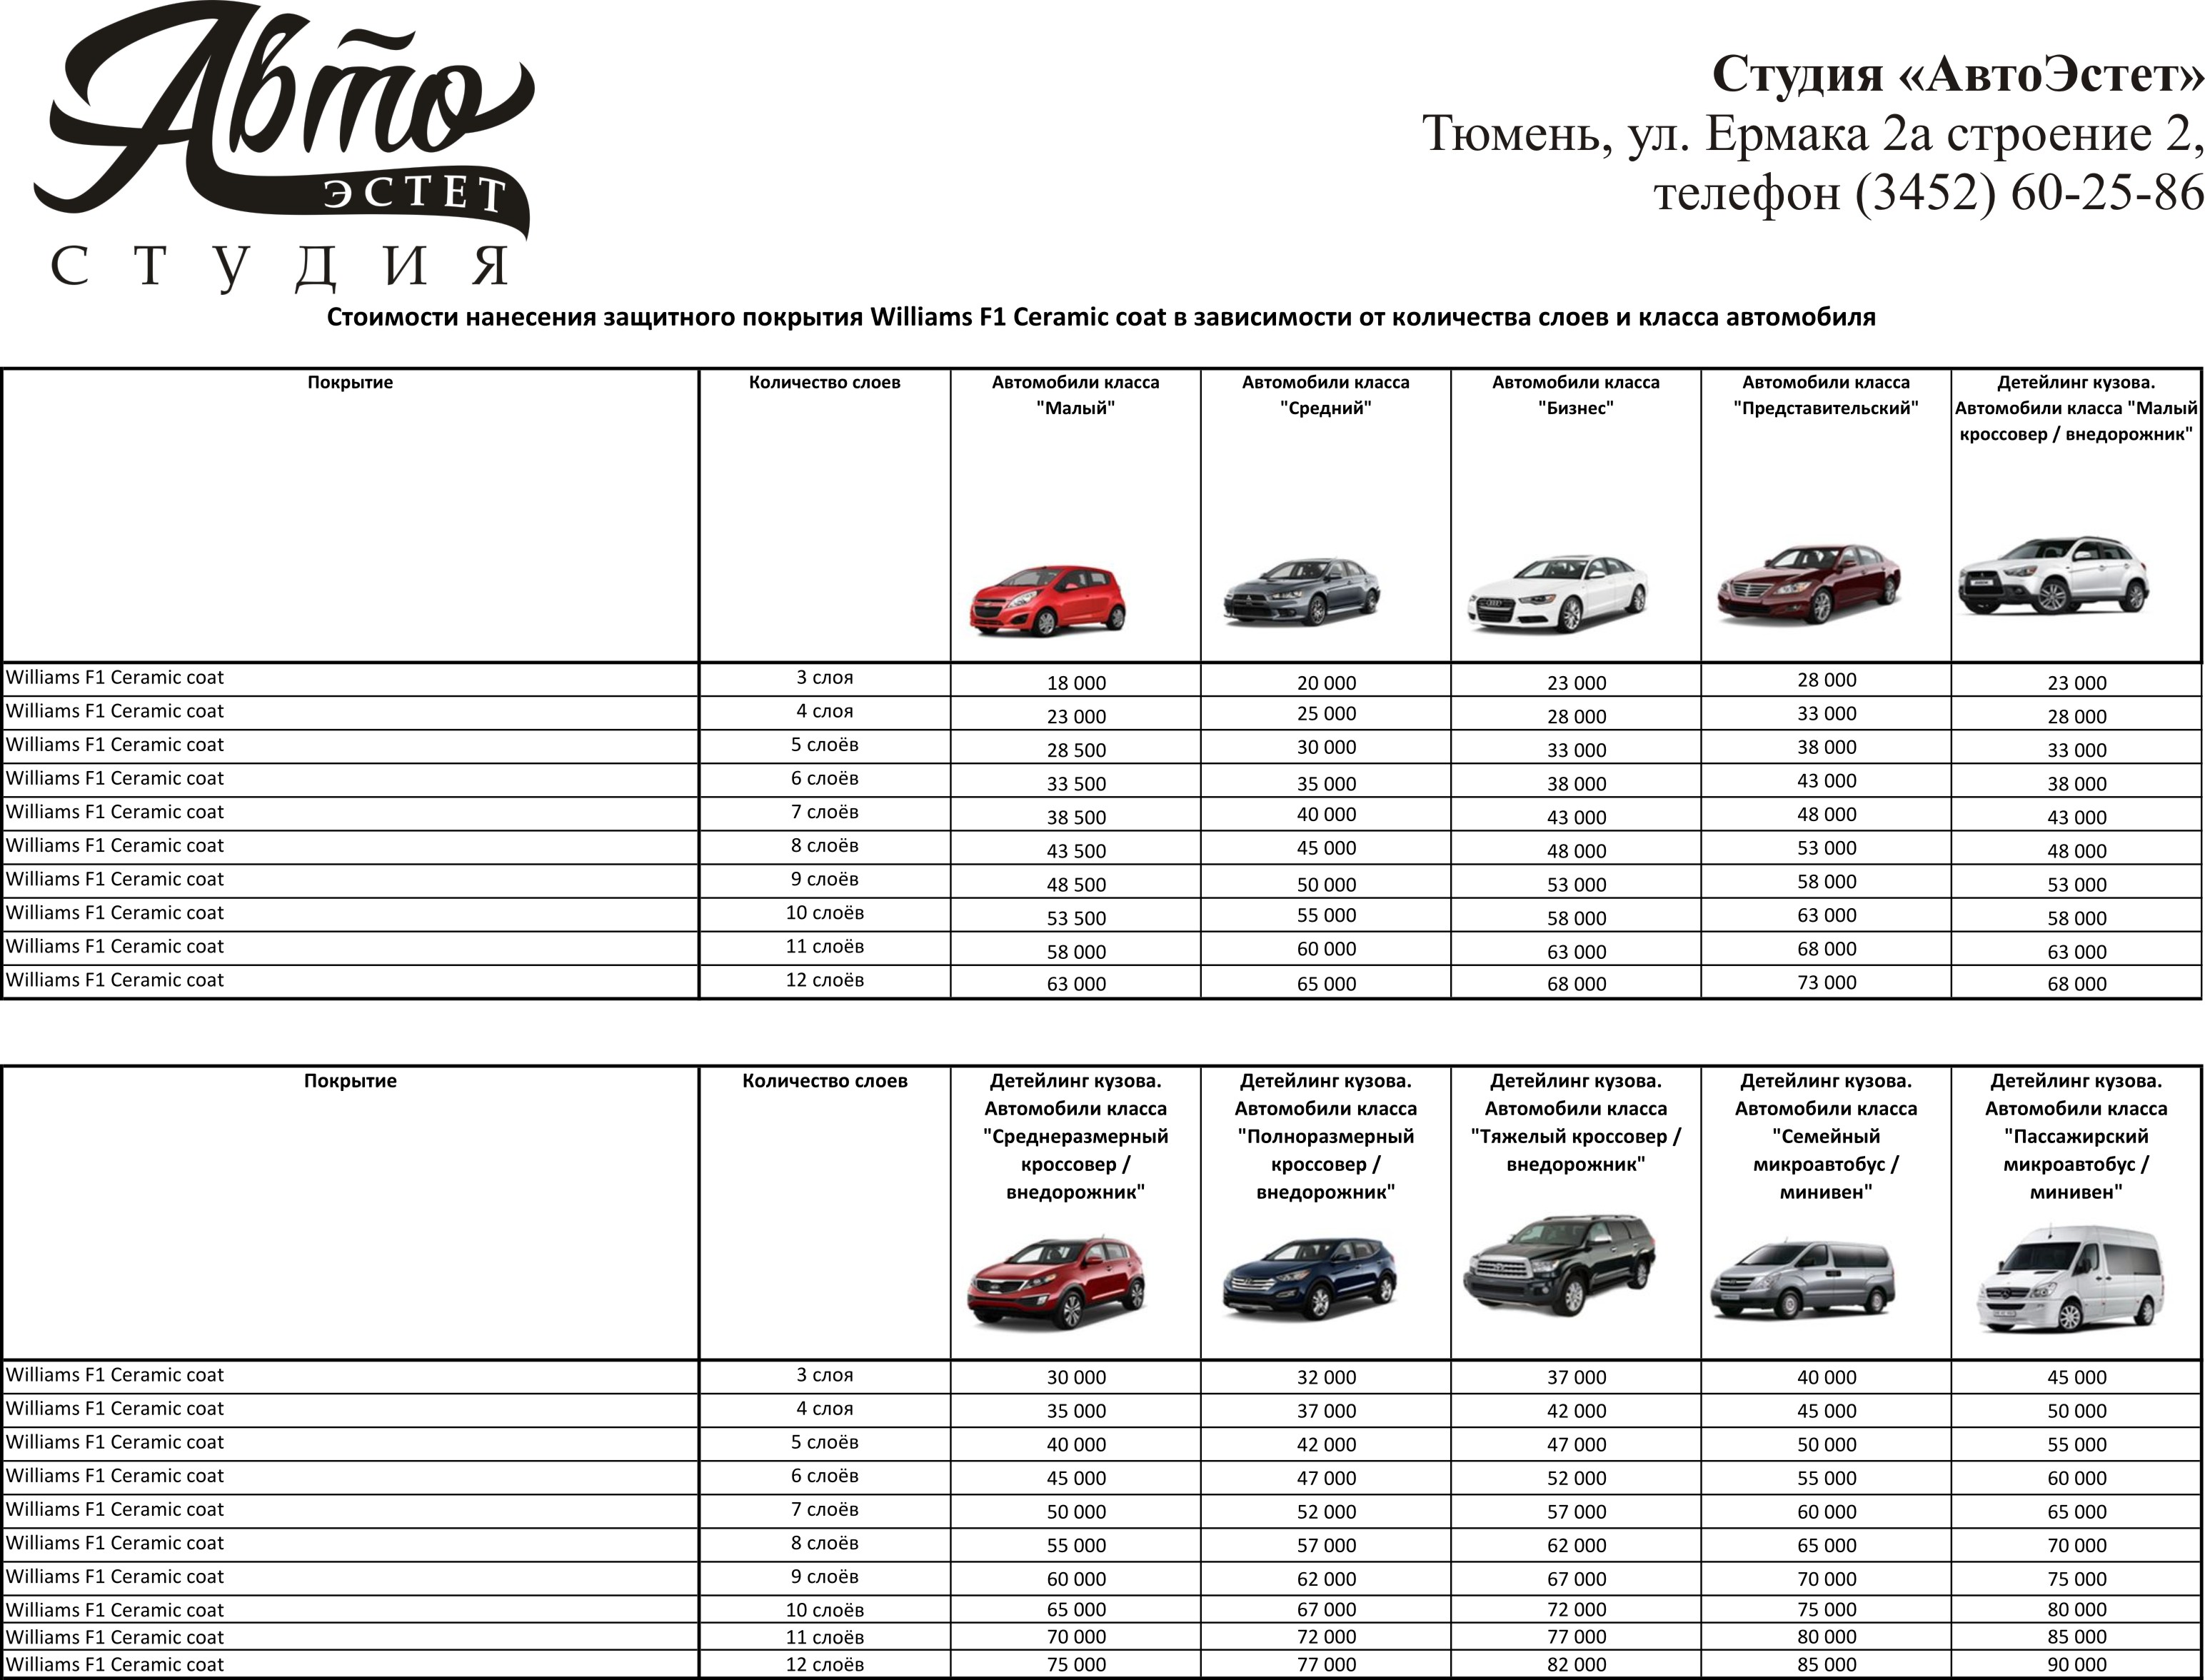 Авто
ЭСТЕТ
СТУДИЯ
Студия «АвтоЭстет»
Тюмень, ул. Ермака 2а строение 2,
телефон (3452) 60-25-86
Стоимости нанесения защитного покрытия Williams F1 Ceramic coat в зависимости от количества слоев и класса автомобиля
Покрытие Количество слоев Автомобили класса "Малый" Автомобили класса "Средний" Автомобили класса "Бизнес" Автомобили класса "Представительский" Детейлинг кузова. Автомобили класса "Малый кроссовер / внедорожник"
Williams F1 Ceramic coat 3 слоя 18 000 20 000 23 000 28 000 23 000
Williams F1 Ceramic coat 4 слоя 23 000 25 000 28 000 33 000 28 000
Williams F1 Ceramic coat 5 слоёв 28 500 30 000 33 000 38 000 33 000
Williams F1 Ceramic coat 6 слоёв 33 500 35 000 38 000 43 000 38 000
Williams F1 Ceramic coat 7 слоёв 38 500 40 000 43 000 48 000 43 000
Williams F1 Ceramic coat 8 слоёв 43 500 45 000 48 000 53 000 48 000
Williams F1 Ceramic coat 9 слоёв 48 500 50 000 53 000 58 000 53 000
Williams F1 Ceramic coat 10 слоёв 53 500 55 000 58 000 63 000 58 000
Williams F1 Ceramic coat 11 слоёв 58 000 60 000 63 000 68 000 63 000
Williams F1 Ceramic coat 12 слоёв 63 000 65 000 68 000 73 000 68 000
Покрытие Количество слоев Детейлинг кузова. Автомобили класса "Среднеразмерный кроссовер / внедорожник" Детейлинг кузова. Автомобили класса "Полноразмерный кроссовер / внедорожник" Детейлинг кузова. Автомобили класса "Тяжелый кроссовер / внедорожник" Детейлинг кузова. Автомобили класса "Семейный микроавтобус / минивен" Детейлинг кузова. Автомобили класса "Пассажирский микроавтобус / минивен"
Williams F1 Ceramic coat 3 слоя 30 000 32 000 37 000 40 000 45 000
Williams F1 Ceramic coat 4 слоя 35 000 37 000 42 000 45 000 50 000
Williams F1 Ceramic coat 5 слоёв 40 000 42 000 47 000 50 000 55 000
Williams F1 Ceramic coat 6 слоёв 45 000 47 000 52 000 55 000 60 000
Williams F1 Ceramic coat 7 слоёв 50 000 52 000 57 000 60 000 65 000
Williams F1 Ceramic coat 8 слоёв 55 000 57 000 62 000 65 000 70 000
Williams F1 Ceramic coat 9 слоёв 60 000 62 000 67 000 70 000 75 000
Williams F1 Ceramic coat 10 слоёв 65 000 67 000 72 000 75 000 80 000
Williams F1 Ceramic coat 11 слоёв 70 000 72 000 77 000 80 000 85 000
Williams F1 Ceramic coat 12 слоёв 75 000 77 000 82 000 85 000 90 000